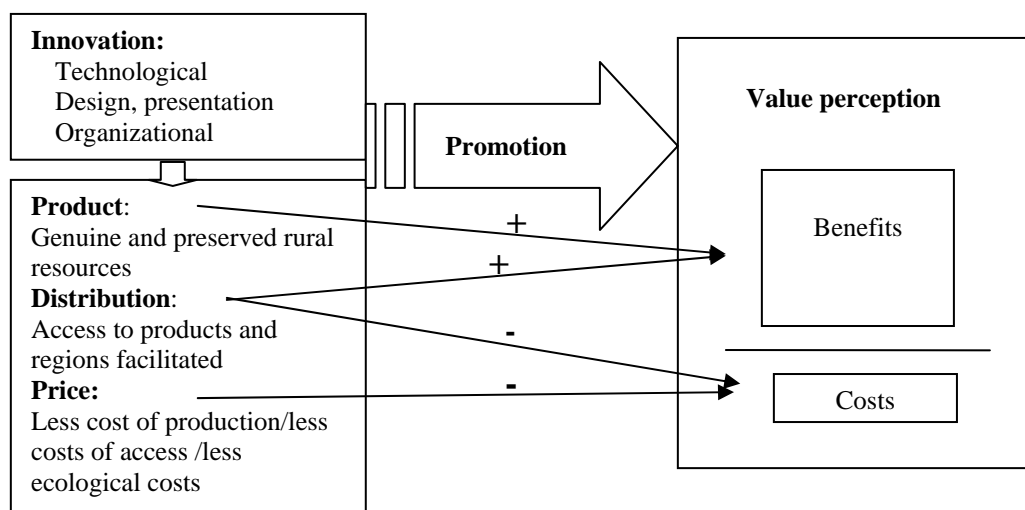 Innovation:
Technological
Design, presentation
Organizational
Promotion
Value perception
Product:
Genuine and preserved rural
resources
Distribution:
Access to products and
regions facilitated
Price:
Less cost of production/less
costs of access /less
ecological costs
+
+
-
-
Benefits
Costs